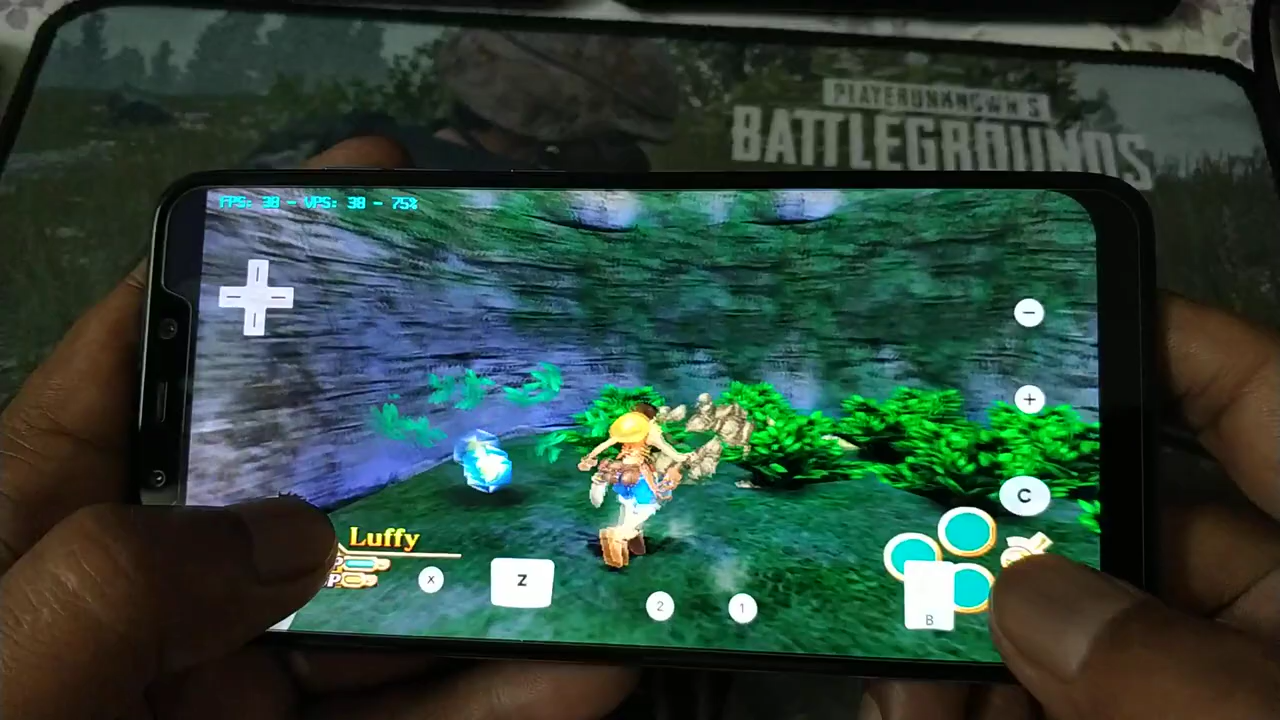 PLAYERUNKNOWN'S
BATTLEGROUNDS
FPS: 30 - VPS: 30 - 75%
Luffy
P
P
X
Z
2
1
C
B